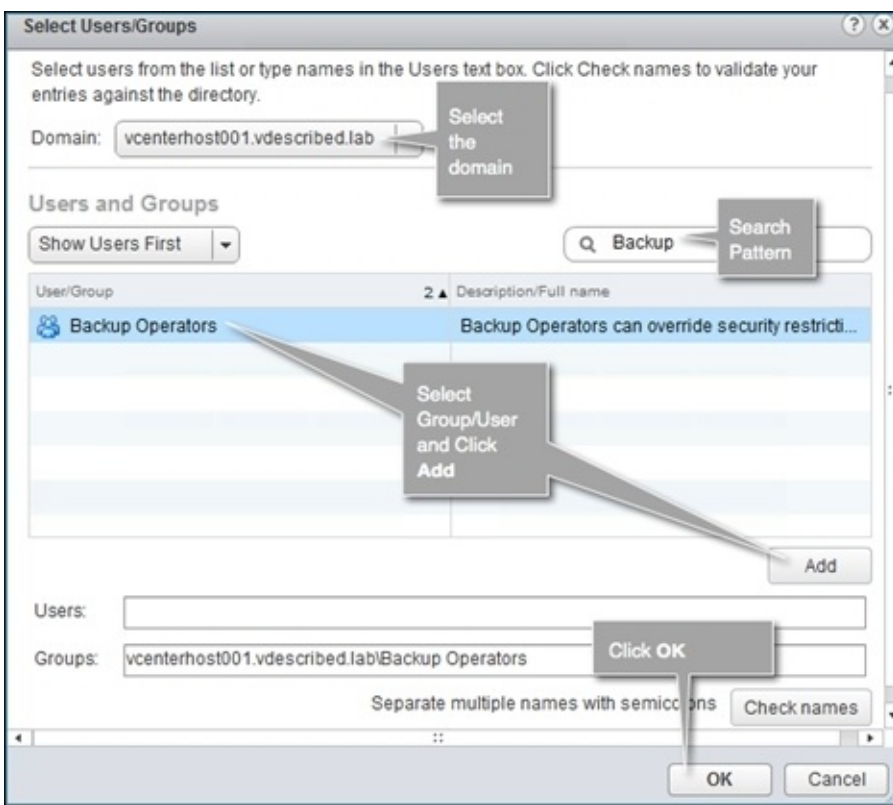 Select Users/Groups
Select users from the list or type names in the Users text box. Click Check names to validate your
entries against the directory.
Domain: vcenterhost001.vdescribed.lab
Select
the
domain
Users and Groups
Show Users First
Backup
Search
Pattern
User/Group 2 Description/Full name
Backup Operators Backup Operators can override security restricti...
Select
Group/User
and Click
Add
Add
Users:
Groups: vcenterhost001.vdescribed.lab\Backup Operators
Click OK
Separate multiple names with
Check names
OK Cancel